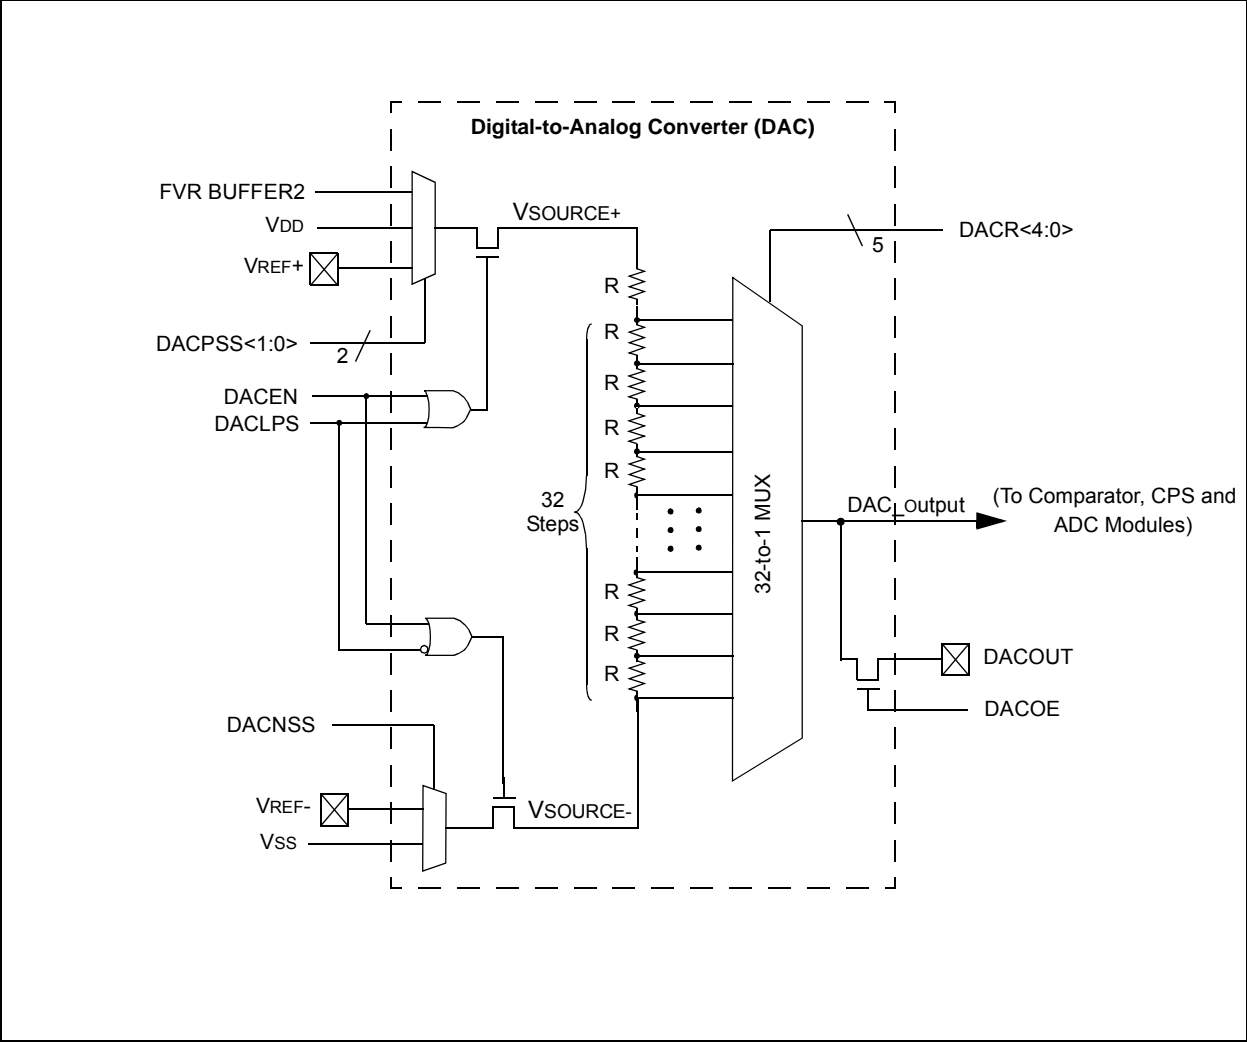 Digital-to-Analog Converter (DAC)
FVR BUFFER2
VDD
VREF+
VSOURCE+
DACR<4:0>
5
DACPSS<1:0>
2
DACEN
DACLPS
R
R
R
R
R
32
Steps
32-to-1 MUX
DAC_Output
(To Comparator, CPS and
ADC Modules)
R
R
R
DACOUT
DACOE
DACNSS
VREF-
VSOURCE-
VSS